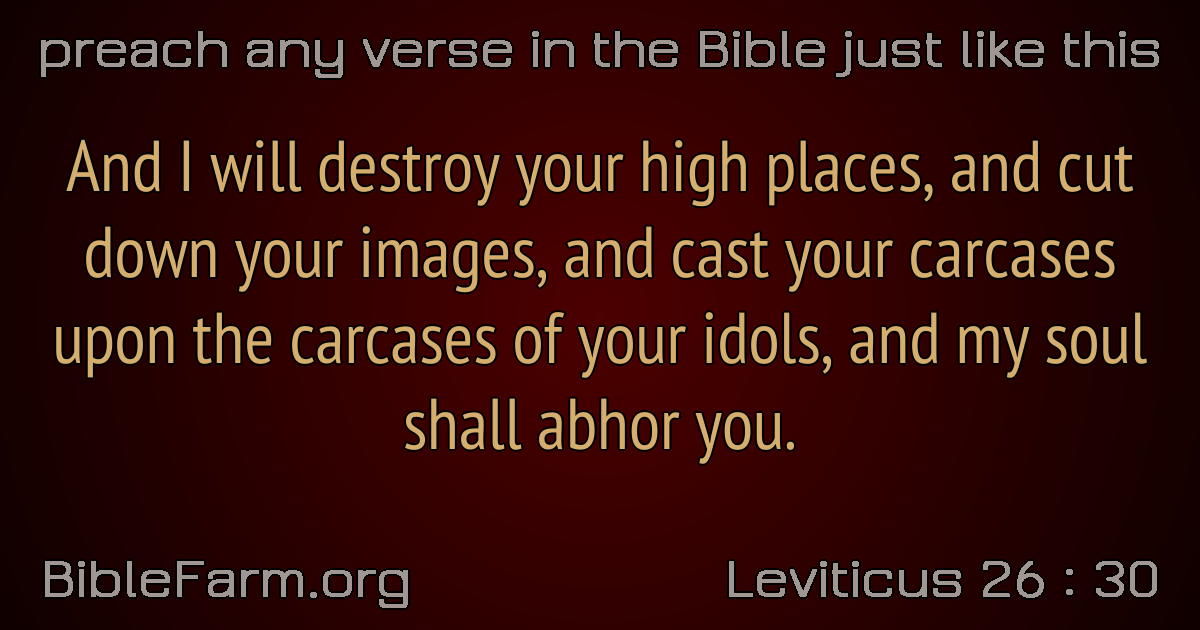 preach any verse in the Bible just like this
And I will destroy your high places, and cut
down your images, and cast your carcases
upon the carcases of your idols, and my soul
shall abhor you.
BibleFarm.org
Leviticus 26 : 30